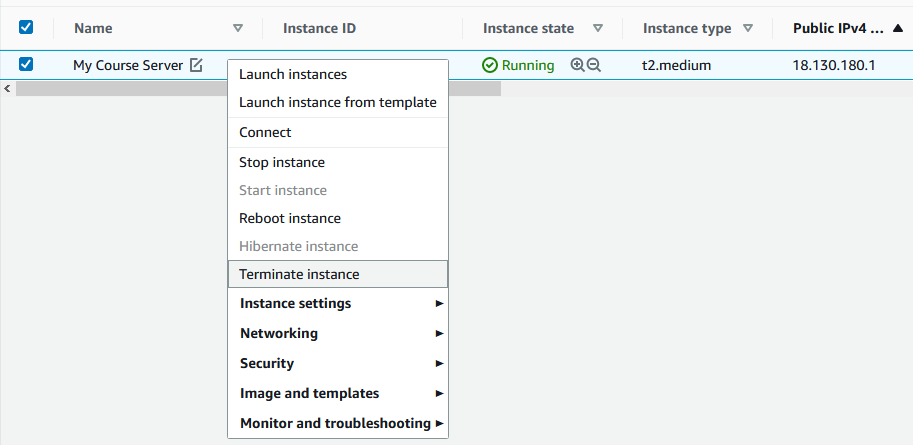 Name Instance ID Instance state Instance type Public IPv4 ...
My Course Server Running t2.medium 18.130.180.1
Launch instances
Launch instance from template
Connect
Stop instance
Start instance
Reboot instance
Hibernate instance
Terminate instance
Instance settings
Networking
Security
Image and templates
Monitor and troubleshooting